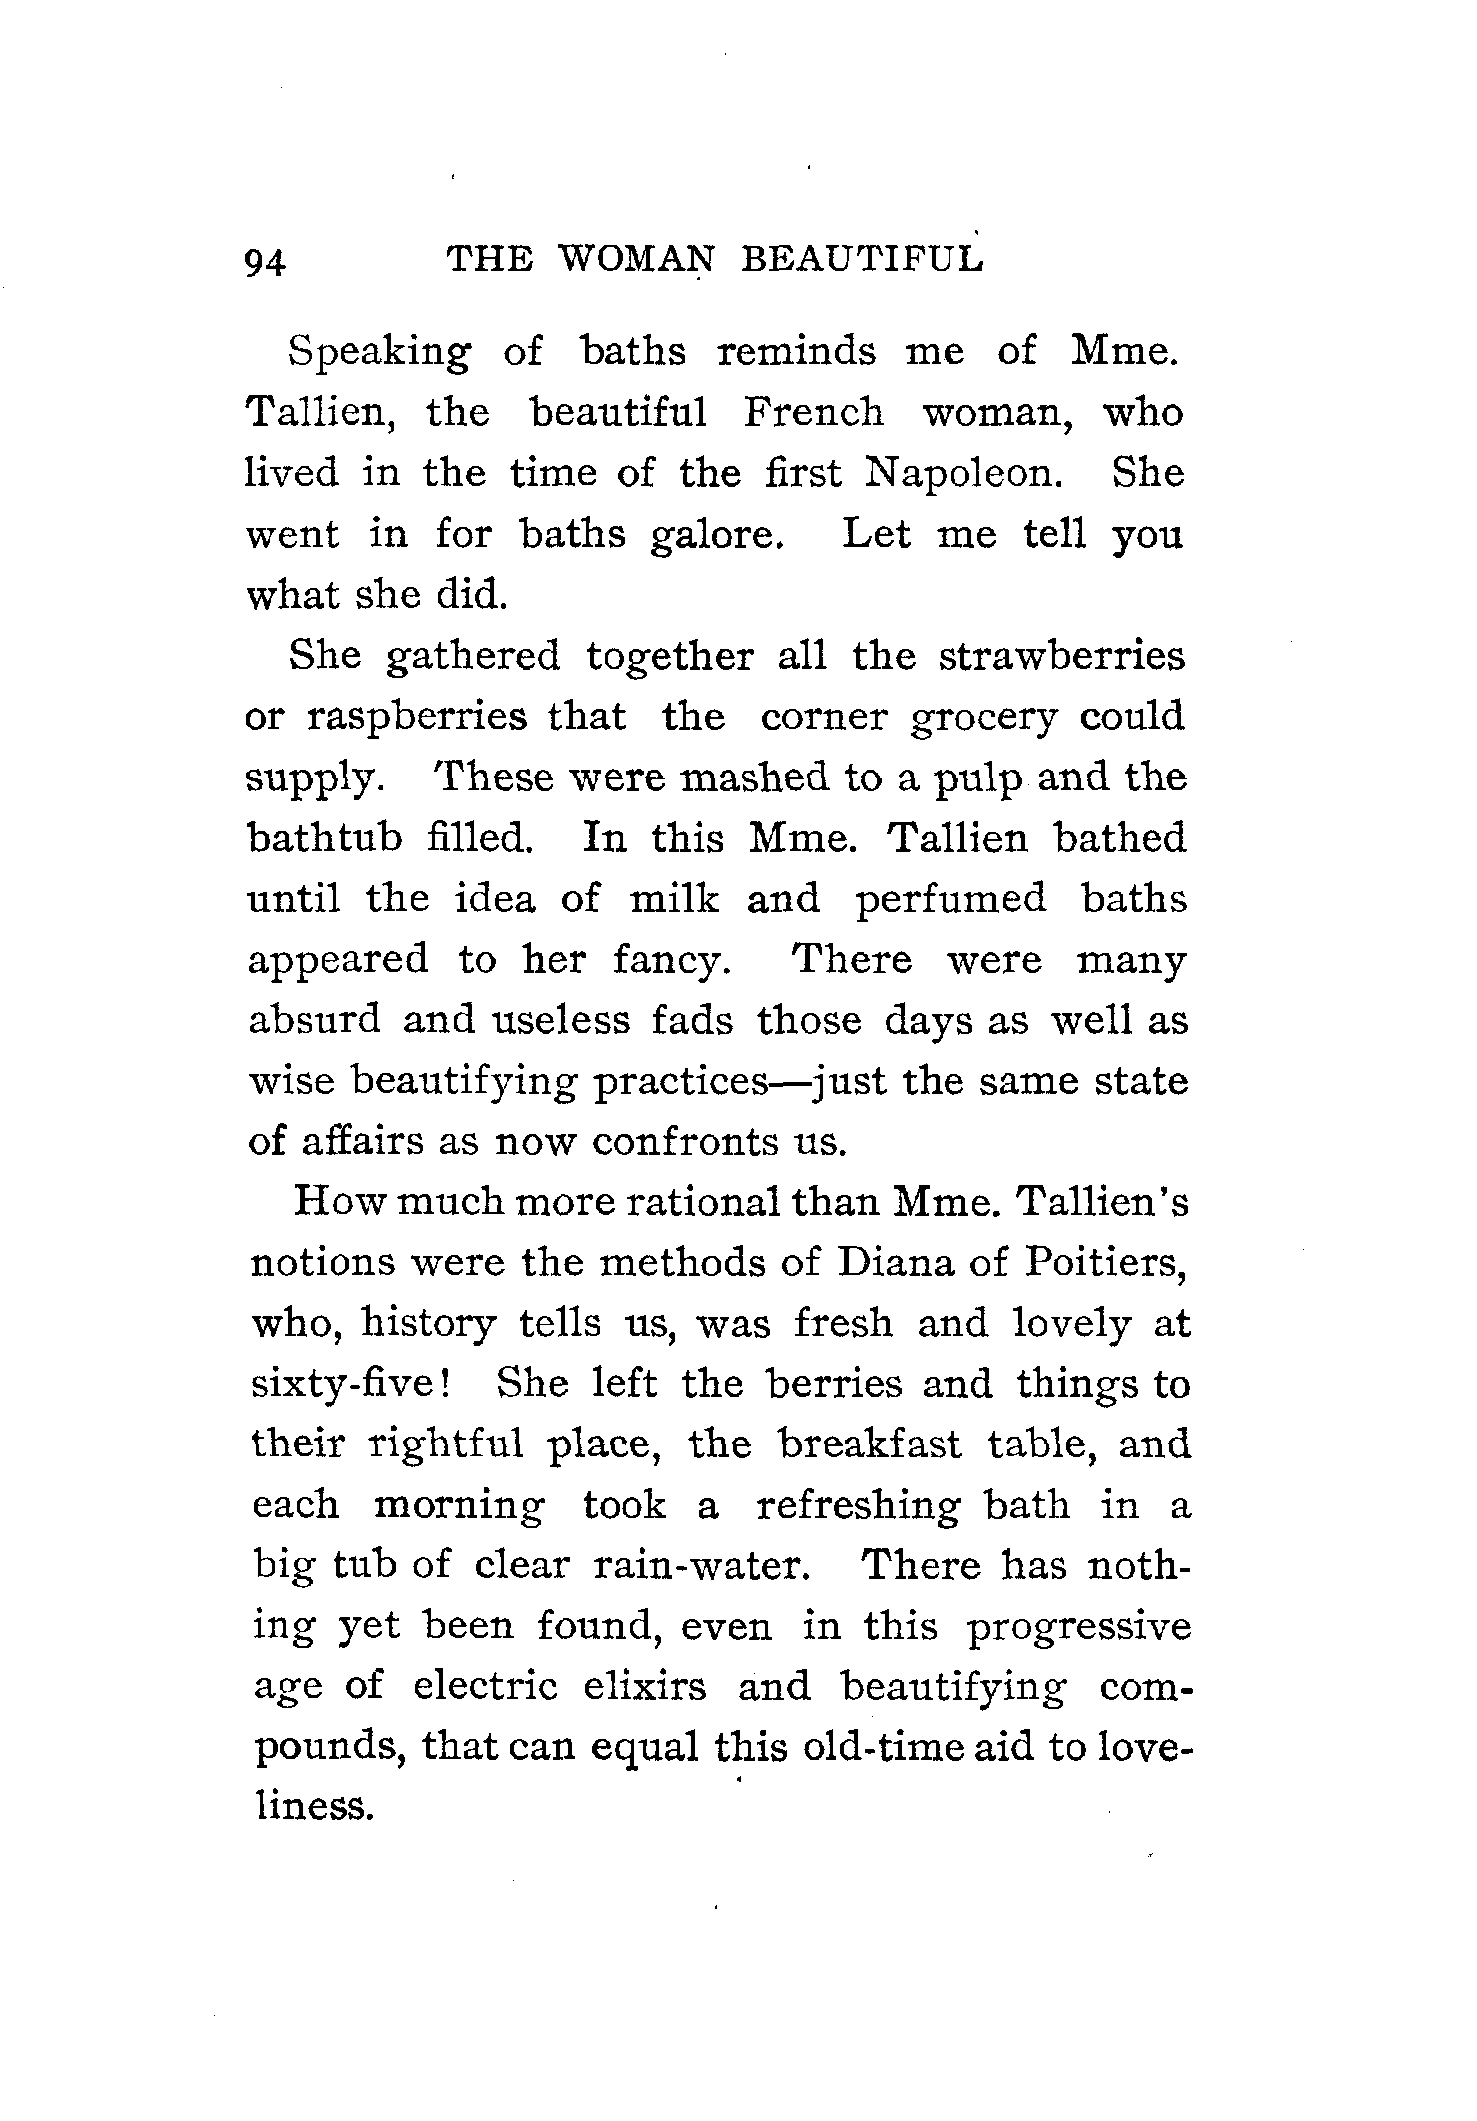 94 THE WOMAN BEAUTIFUL
Speaking of baths reminds me of Mme.
Tallien, the beautiful French woman, who
lived in the time of the first Napoleon. She
went in for baths galore. Let me tell you
what she did.
She gathered together all the strawberries
or raspberries that the corner grocery could
supply. These were mashed to a pulp and the
bathtub filled. In this Mme. Tallien bathed
until the idea of milk and perfumed baths
appeared to her fancy. There were many
absurd and useless fads those days as well as
wise beautifying practices—just the same state
of affairs as now confronts us.
How much more rational than Mme. Tallien's
notions were the methods of Diana of Poitiers,
who, history tells us, was fresh and lovely at
sixty-five! She left the berries and things to
their rightful place, the breakfast table, and
each morning took a refreshing bath in a
big tub of clear rain-water. There has noth-
ing yet been found, even in this progressive
age of electric elixirs and beautifying com-
pounds, that can equal this old-time aid to love-
liness.